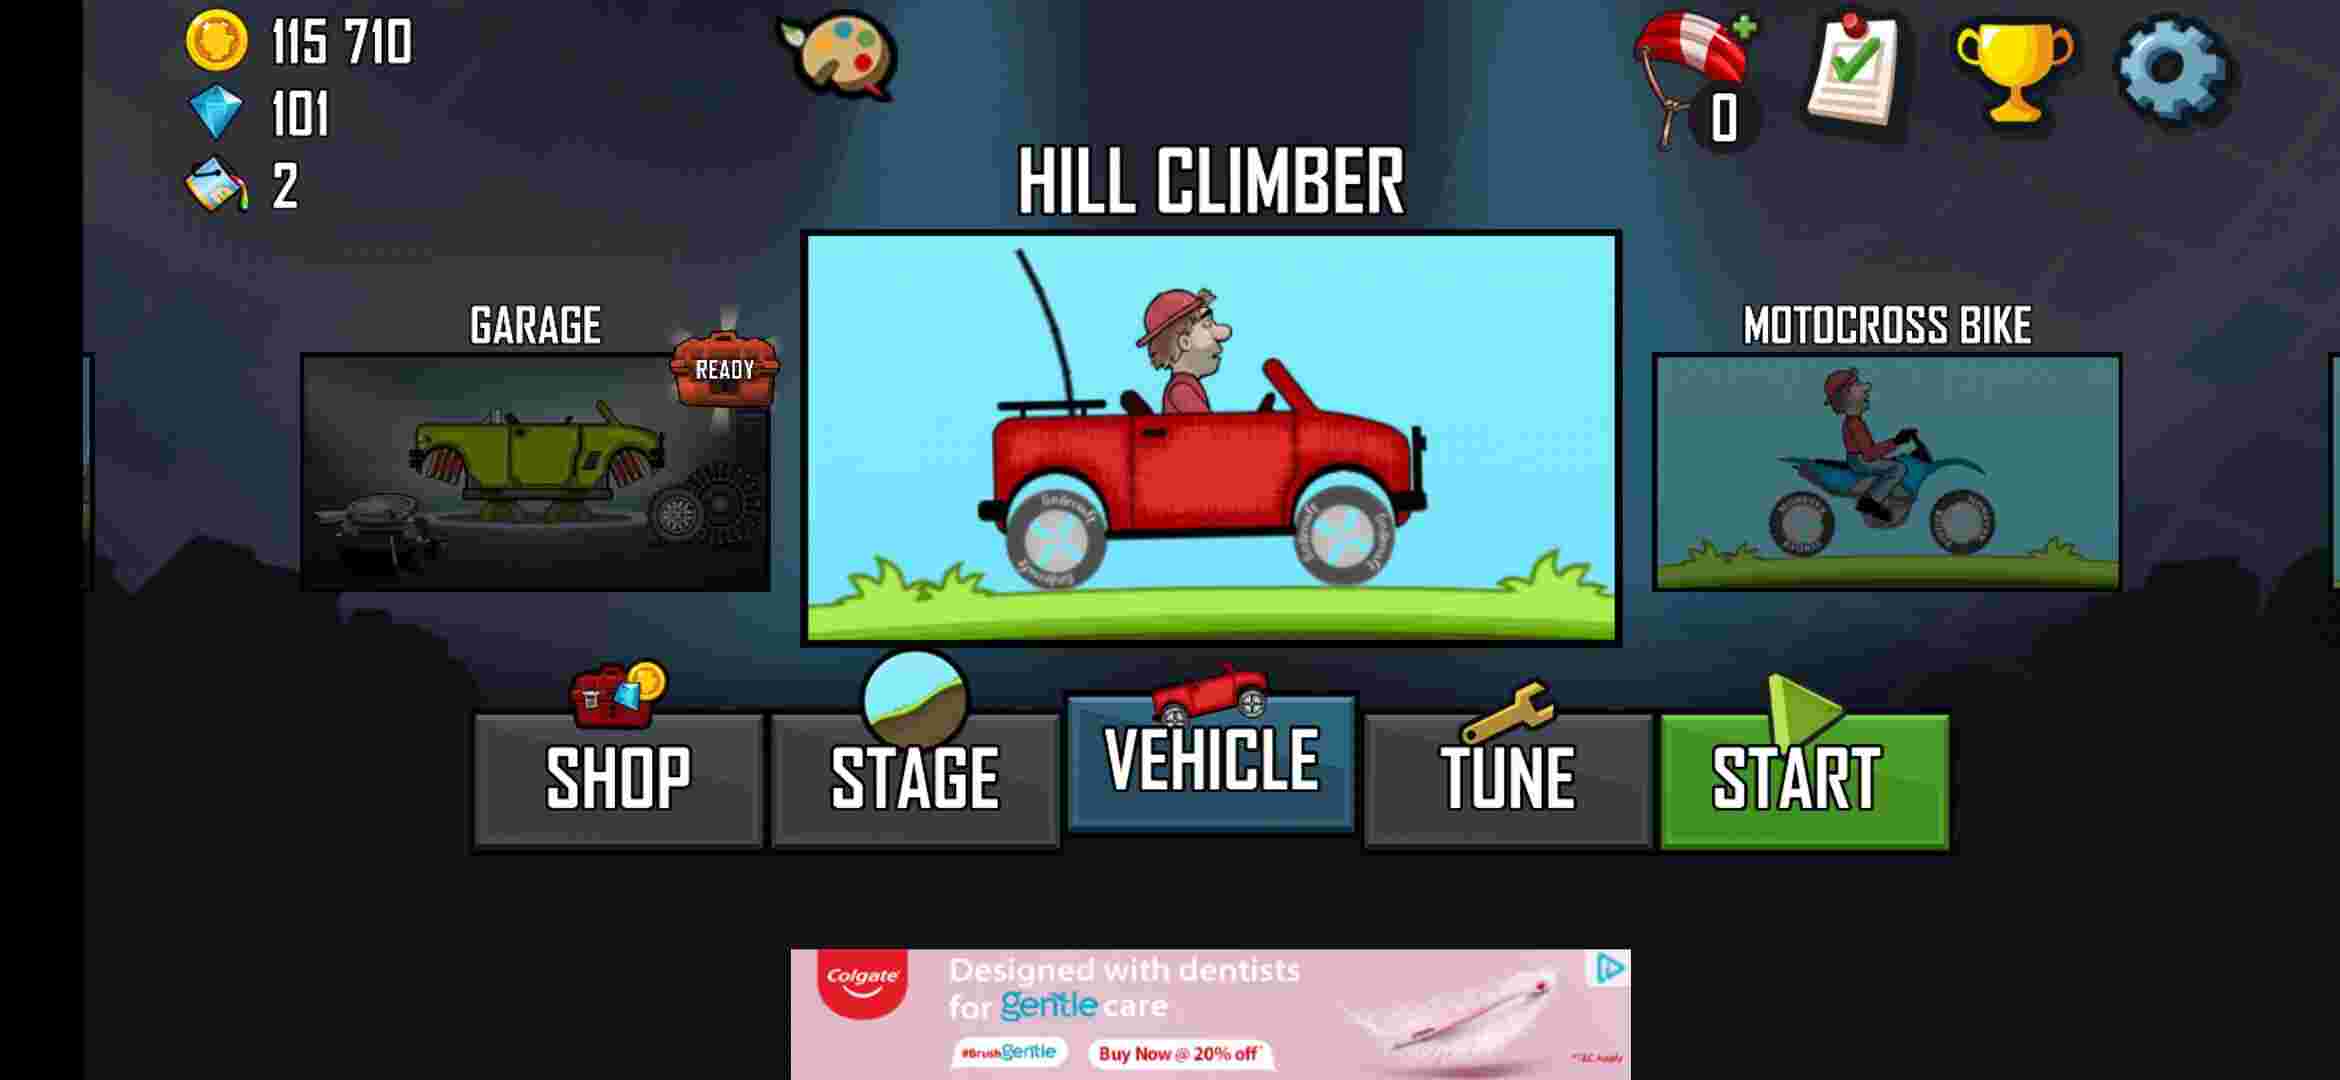 115 710
101
2
0
HILL CLIMBER
GARAGE
READY
MOTOCROSS BIKE
SHOP
STAGE
VEHICLE
TUNE
START
Colgate
Designed with dentists
for gentle care
#Brushgentle
Buy Now @ 20% off*
*T&C Apply